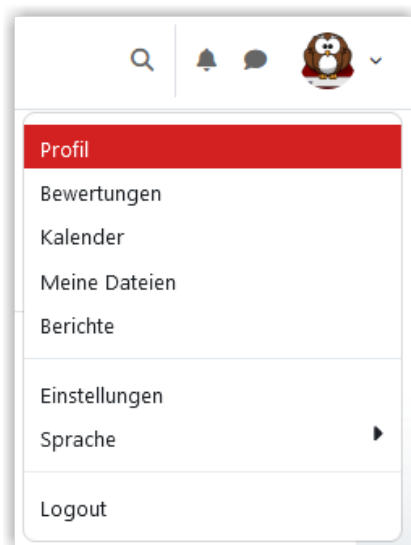 Profil
Bewertungen
Kalender
Meine Dateien
Berichte
Einstellungen
Sprache
Logout